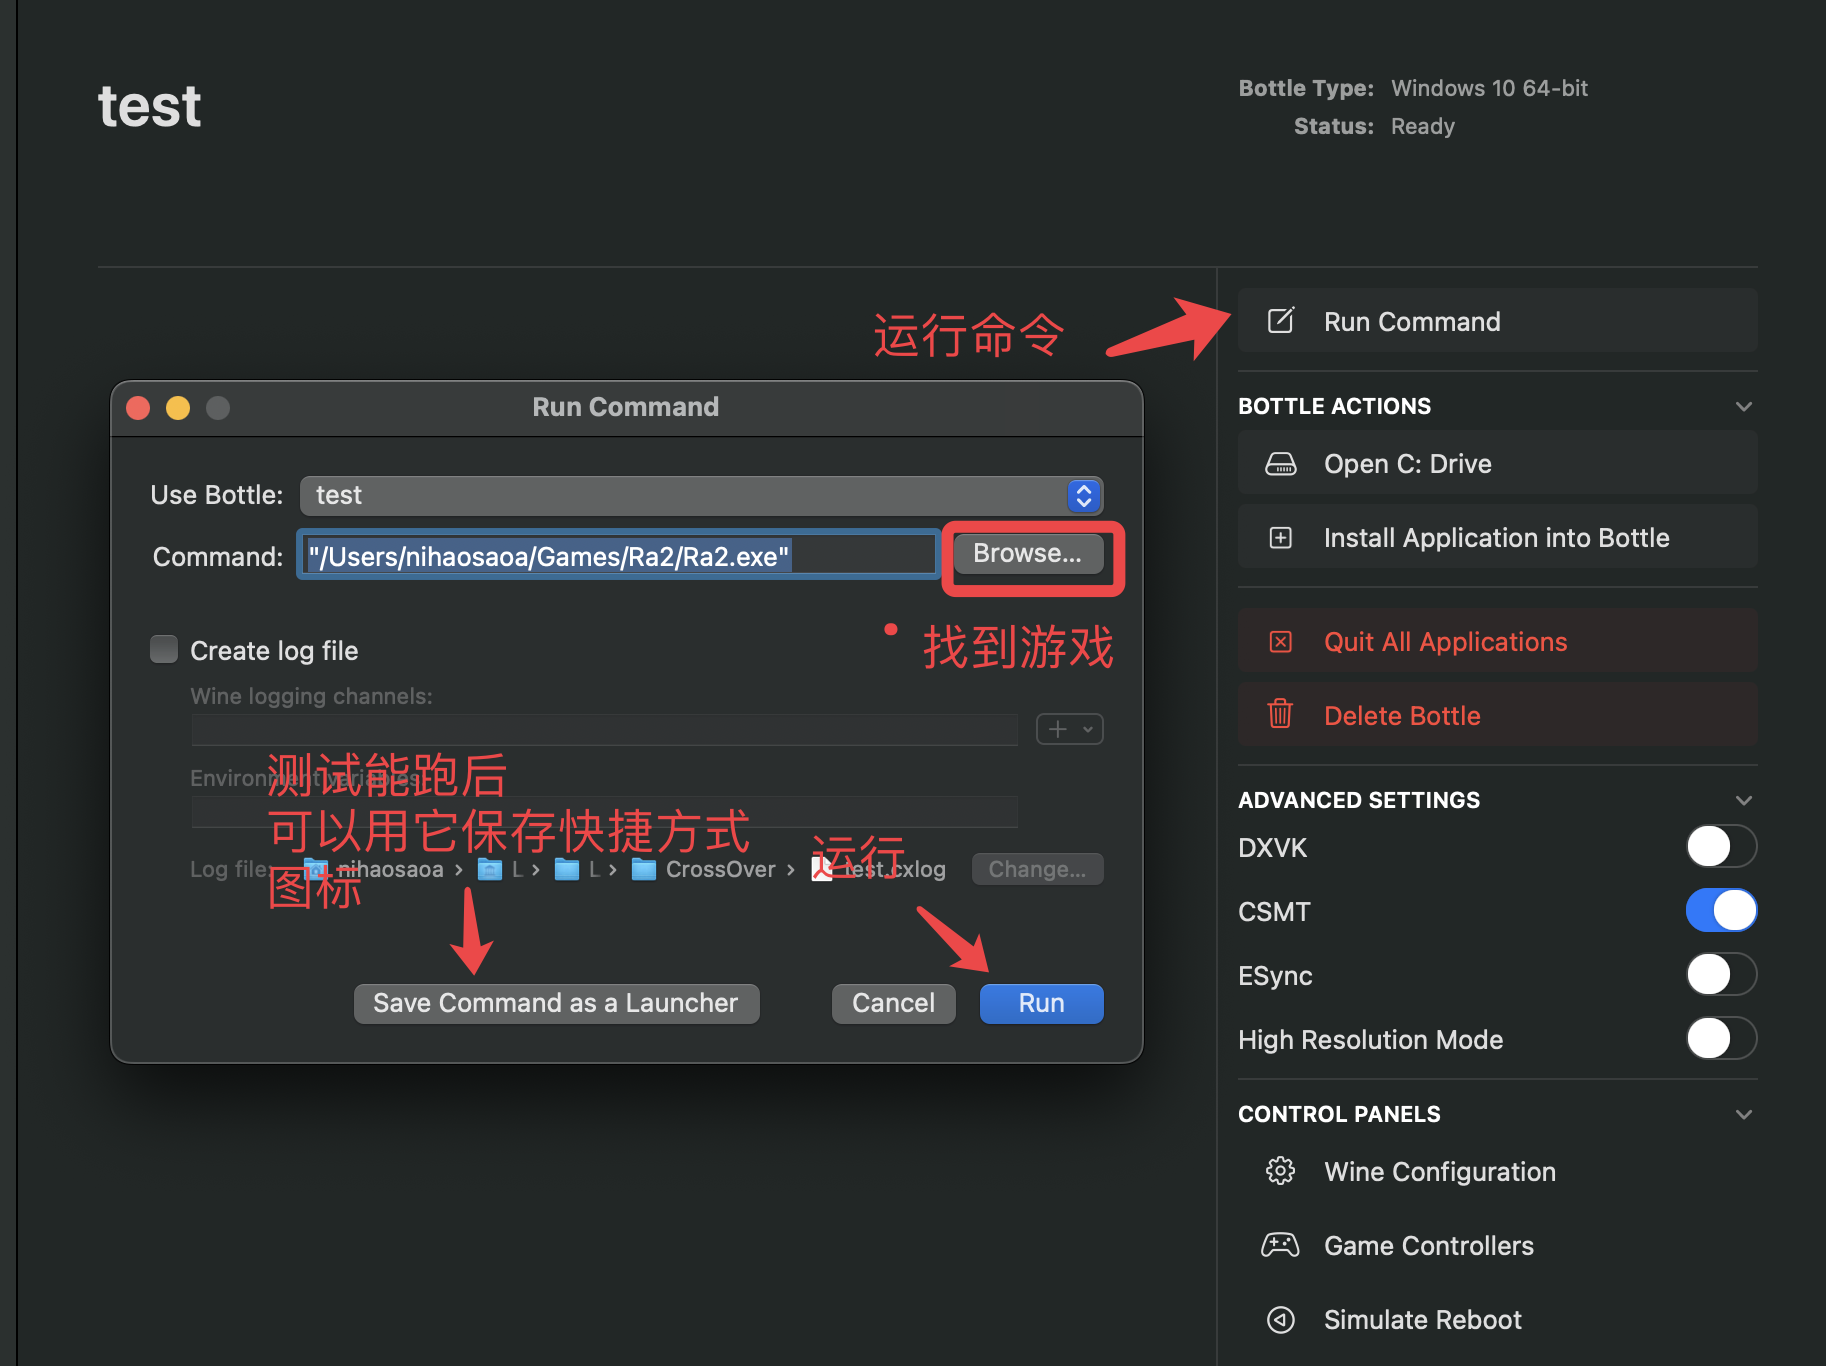 test
Bottle Type: Windows 10 64-bit
Status: Ready
运行命令
Run Command
Use Bottle: test
Command: "/Users/nihaosaoa/Games/Ra2/Ra2.exe" Browse...
找到游戏
Create log file
Wine logging channels:
测试能跑后
Environment variables:
可以用它保存快捷方式
图标
运行
Log file: nihaosaoa › L › L › CrossOver › test.cxlog Change...
Save Command as a Launcher Cancel Run
Run Command
BOTTLE ACTIONS
Open C: Drive
Install Application into Bottle
Quit All Applications
Delete Bottle
ADVANCED SETTINGS
DXVK
CSMT
ESync
High Resolution Mode
CONTROL PANELS
Wine Configuration
Game Controllers
Simulate Reboot